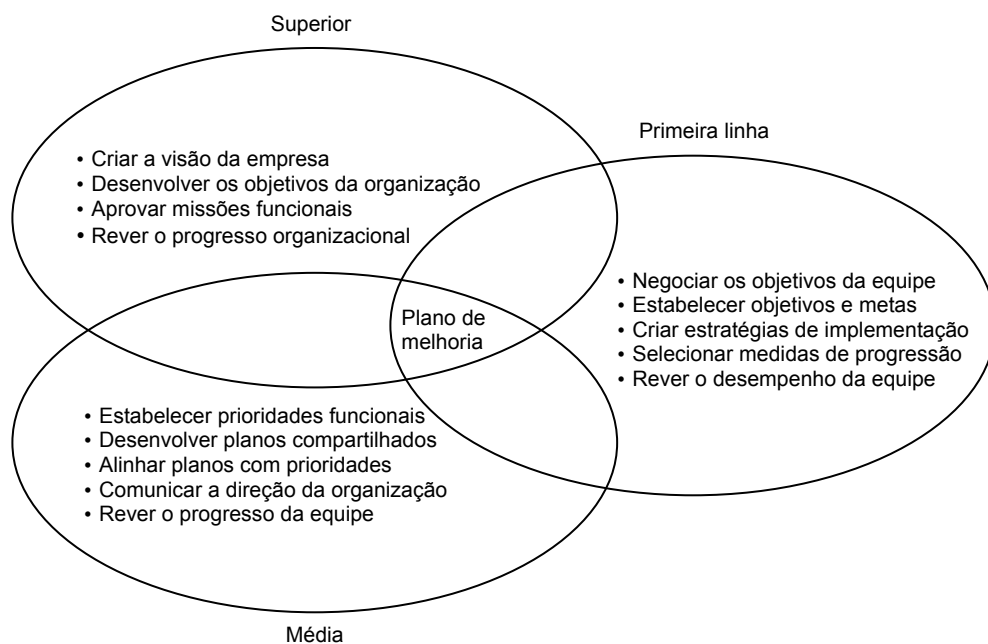 Superior
• Criar a visão da empresa
• Desenvolver os objetivos da organização
• Aprovar missões funcionais
• Rever o progresso organizacional
Primeira linha
• Negociar os objetivos da equipe
• Estabelecer objetivos e metas
• Criar estratégias de implementação
• Selecionar medidas de progressão
• Rever o desempenho da equipe
Plano de
melhoria
• Estabelecer prioridades funcionais
• Desenvolver planos compartilhados
• Alinhar planos com prioridades
• Comunicar a direção da organização
• Rever o progresso da equipe
Média